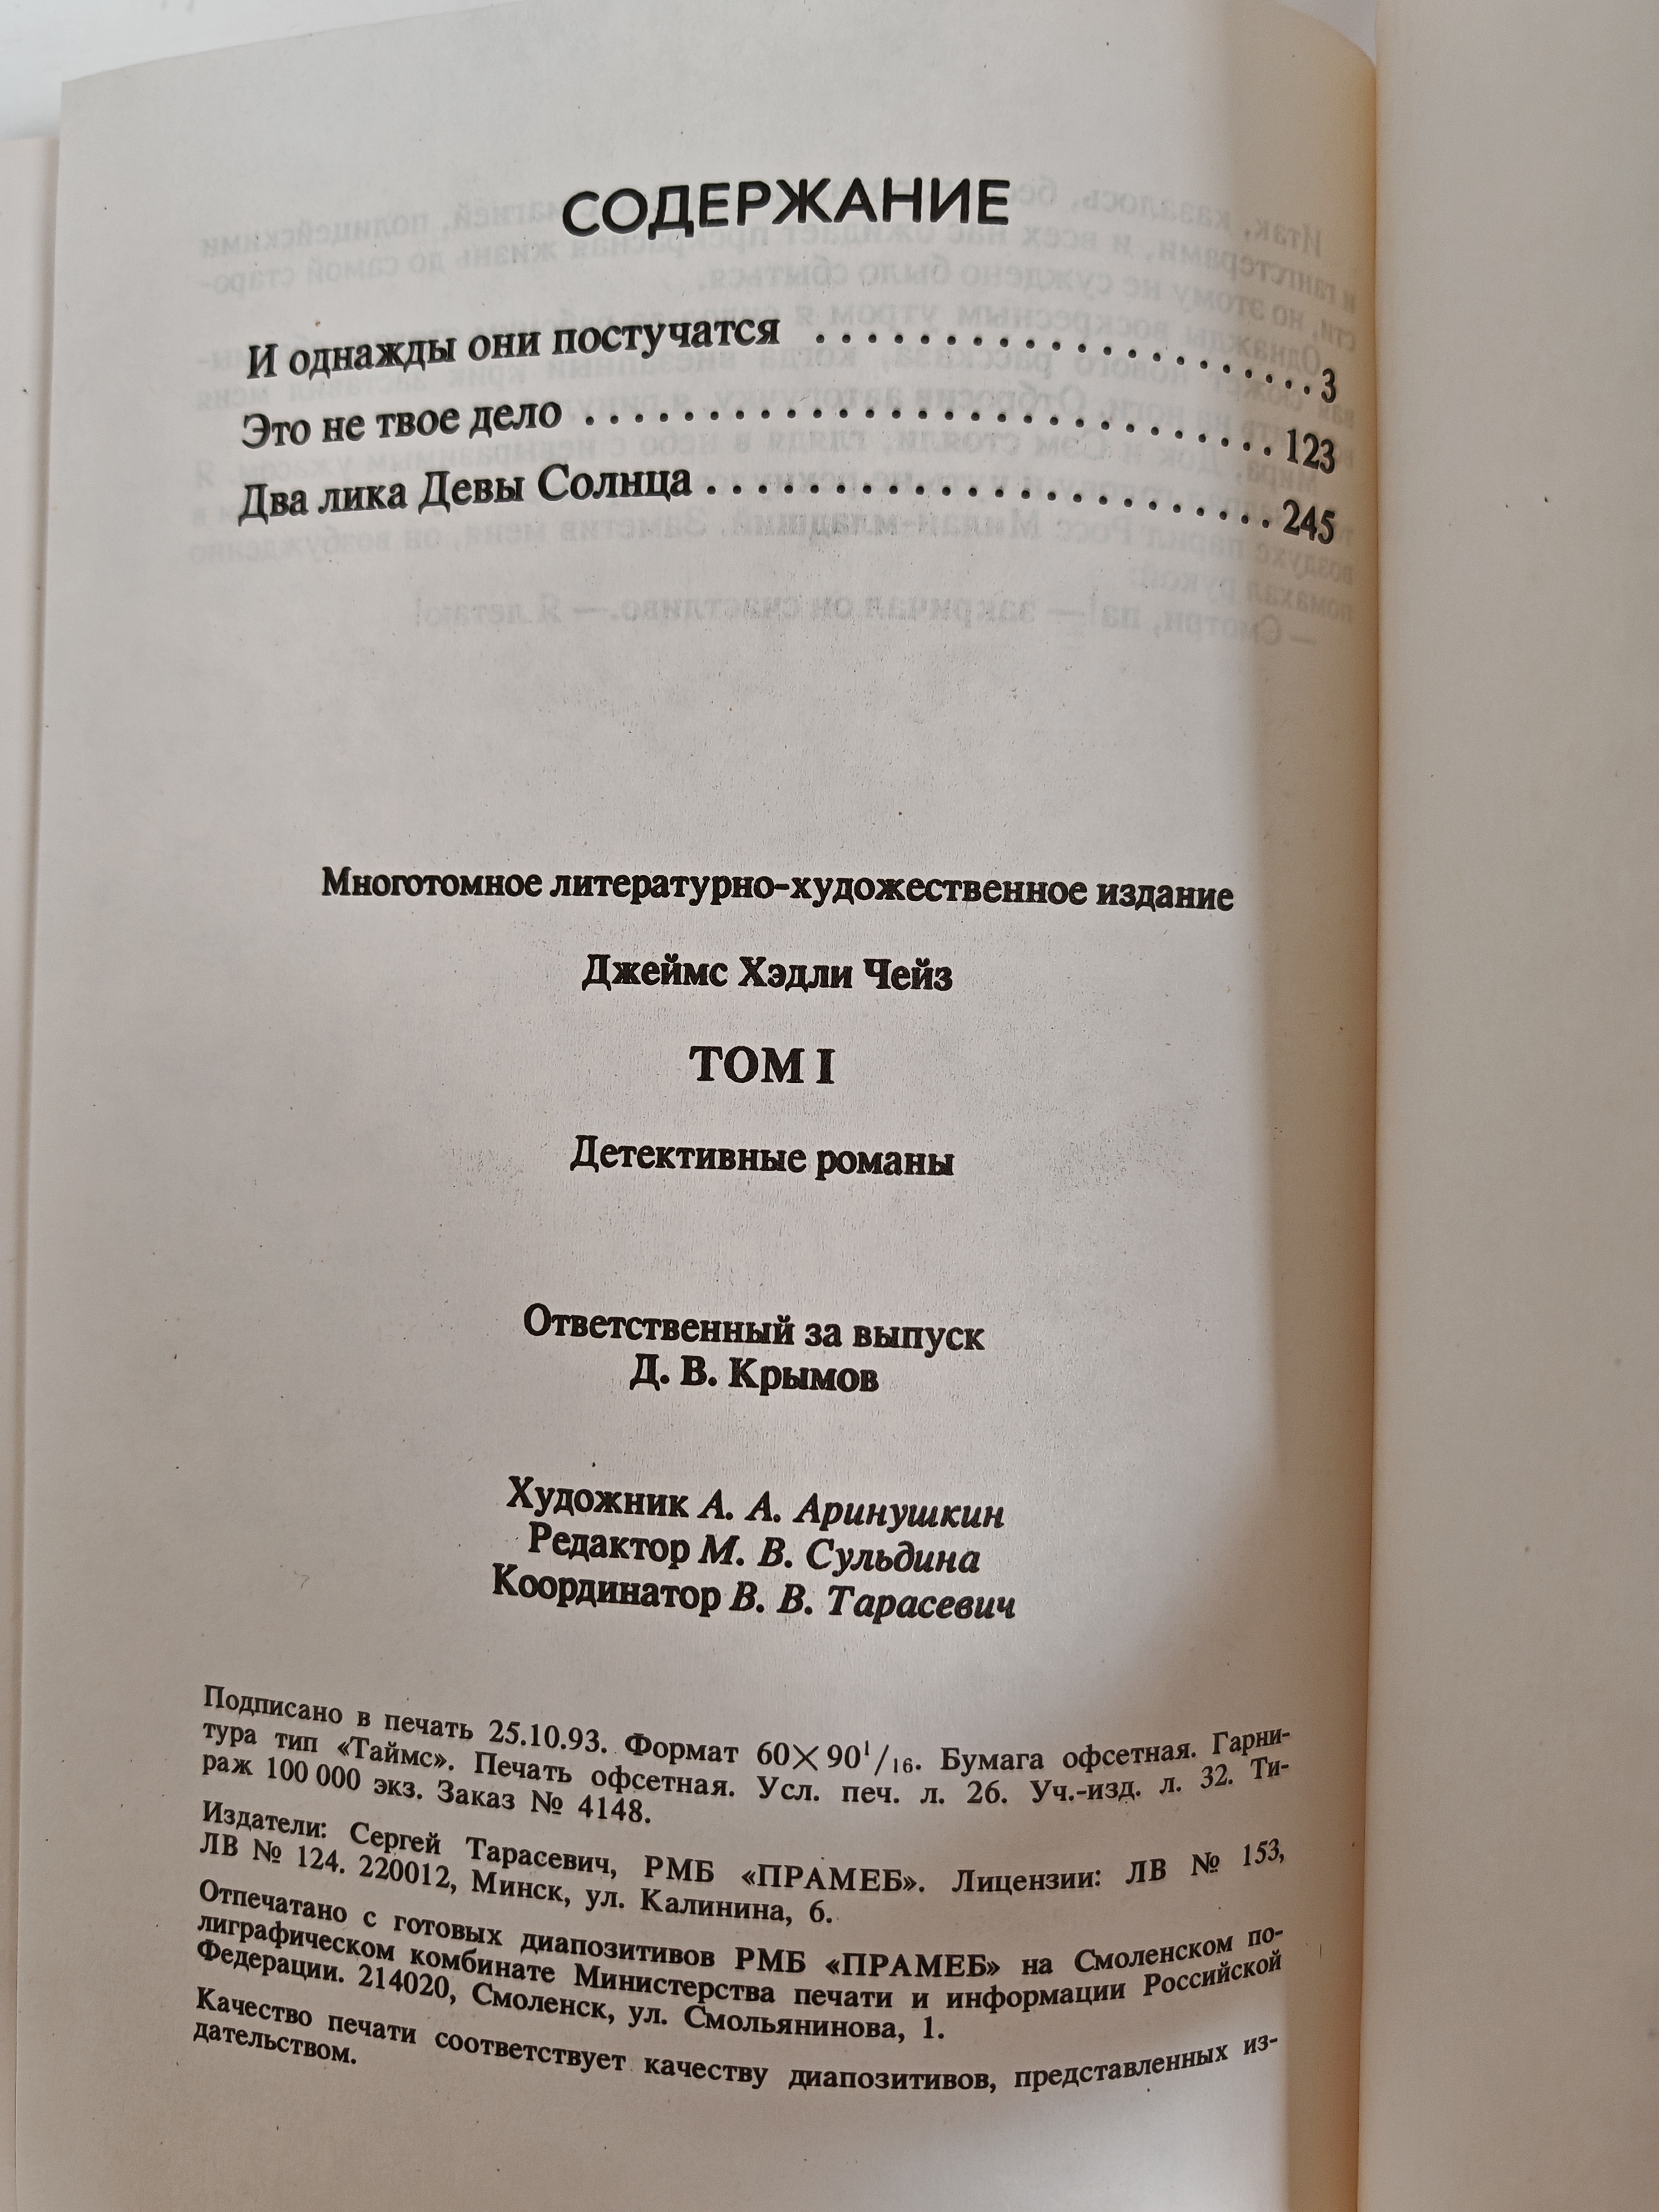 СОДЕРЖАНИЕ
И однажды они постучатся . . . . . . . . . . . . . . . . . . . . 3
Это не твое дело . . . . . . . . . . . . . . . . . . . . . . . . . . . 123
Два лика Девы Солнца . . . . . . . . . . . . . . . . . . . . . . 245
Многотомное литературно-художественное издание
Джеймс Хэдли Чейз
ТОМ I
Детективные романы
Ответственный за выпуск
Д. В. Крымов
Художник А. А. Аринушкин
Редактор М. В. Сульдина
Координатор В. В. Тарасевич
Подписано в печать 25.10.93. Формат 60×90¹/₁₆. Бумага офсетная. Гарни-
тура тип «Таймс». Печать офсетная. Усл. печ. л. 26. Уч.-изд. л. 32. Ти-
раж 100 000 экз. Заказ № 4148.
Издатели: Сергей Тарасевич, РМБ «ПРАМЕБ». Лицензии: ЛВ № 153,
ЛВ № 124. 220012, Минск, ул. Калинина, 6.
Отпечатано с готовых диапозитивов РМБ «ПРАМЕБ» на Смоленском по-
лиграфическом комбинате Министерства печати и информации Российской
Федерации. 214020, Смоленск, ул. Смольянинова, 1.
Качество печати соответствует качеству диапозитивов, представленных из-
дательством.